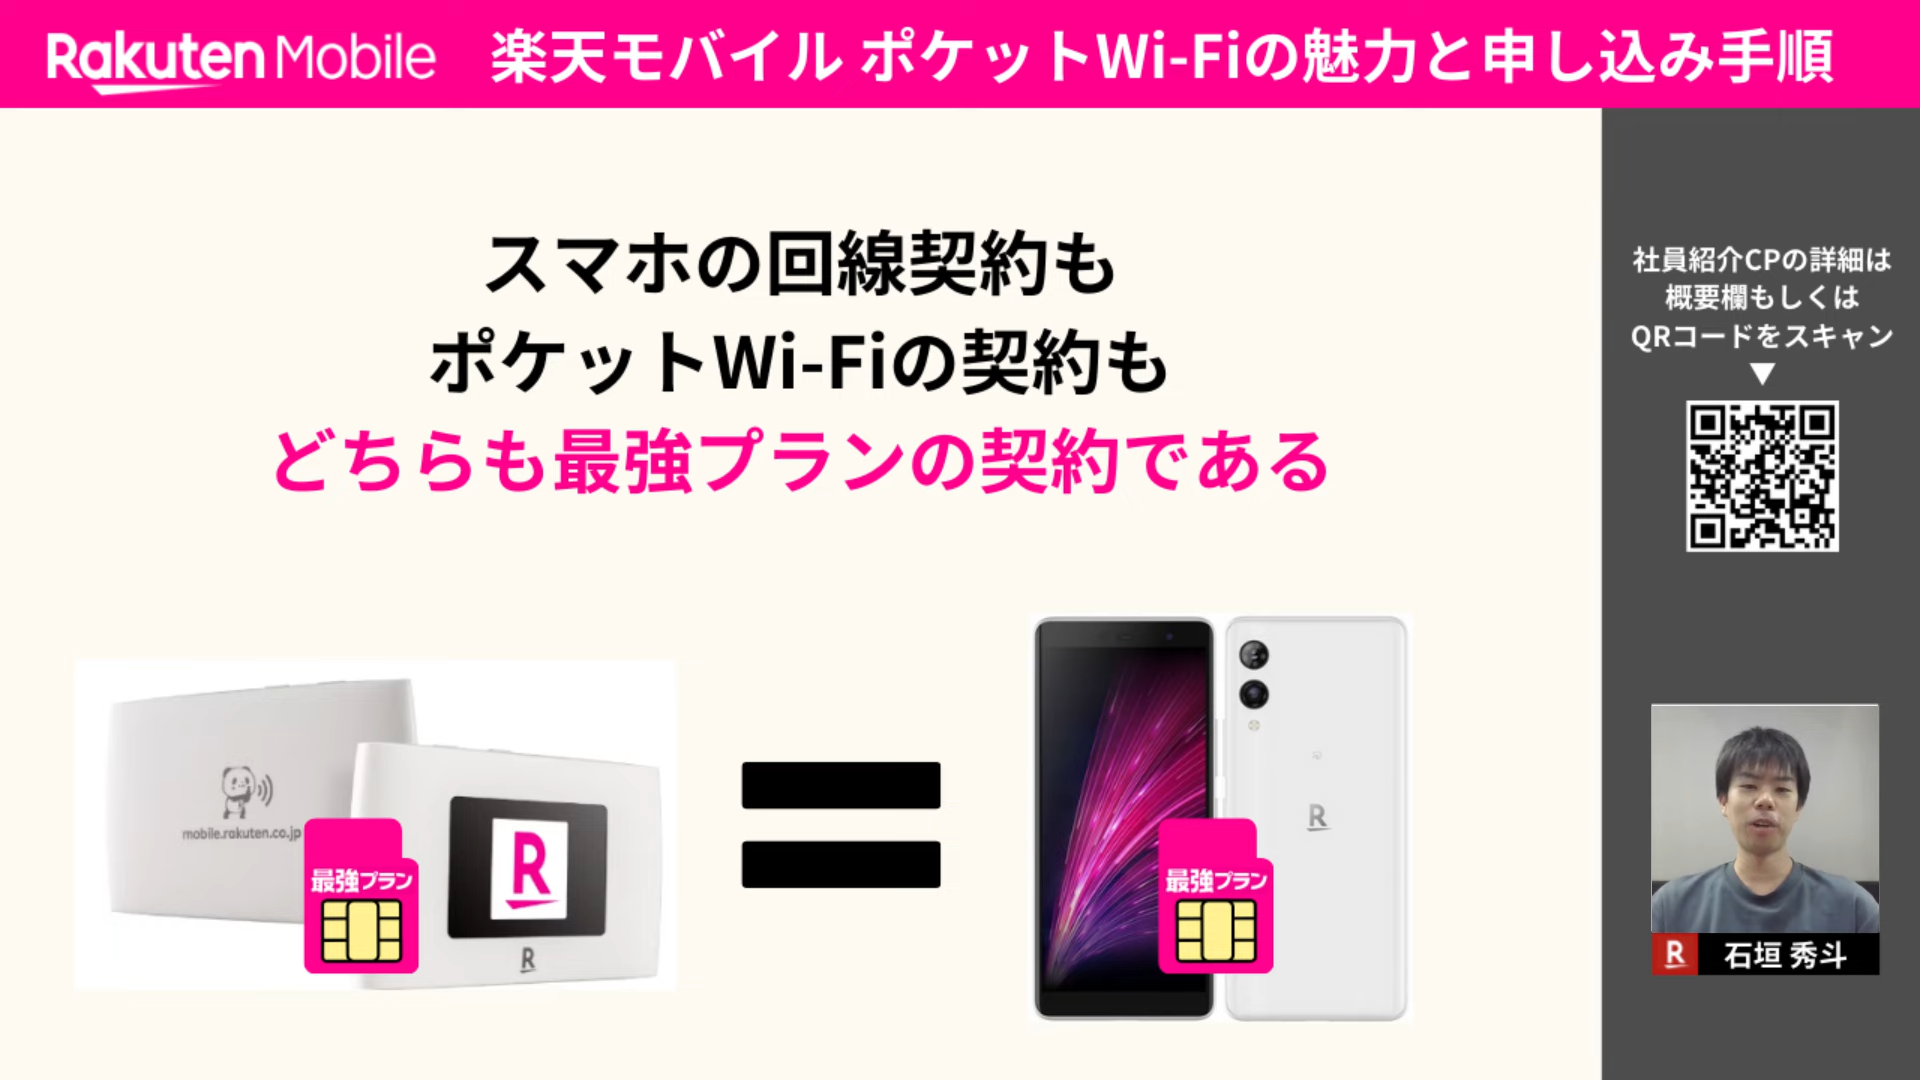 Rakuten Mobile 楽天モバイル ポケットWi-Fiの魅力と申し込み手順
スマホの回線契約も
ポケットWi-Fiの契約も
どちらも最強プランの契約である
mobile.rakuten.co.jp
最強プラン
R
R
最強プラン
R
社員紹介CPの詳細は
概要欄もしくは
QRコードをスキャン
▼
R 石垣 秀斗